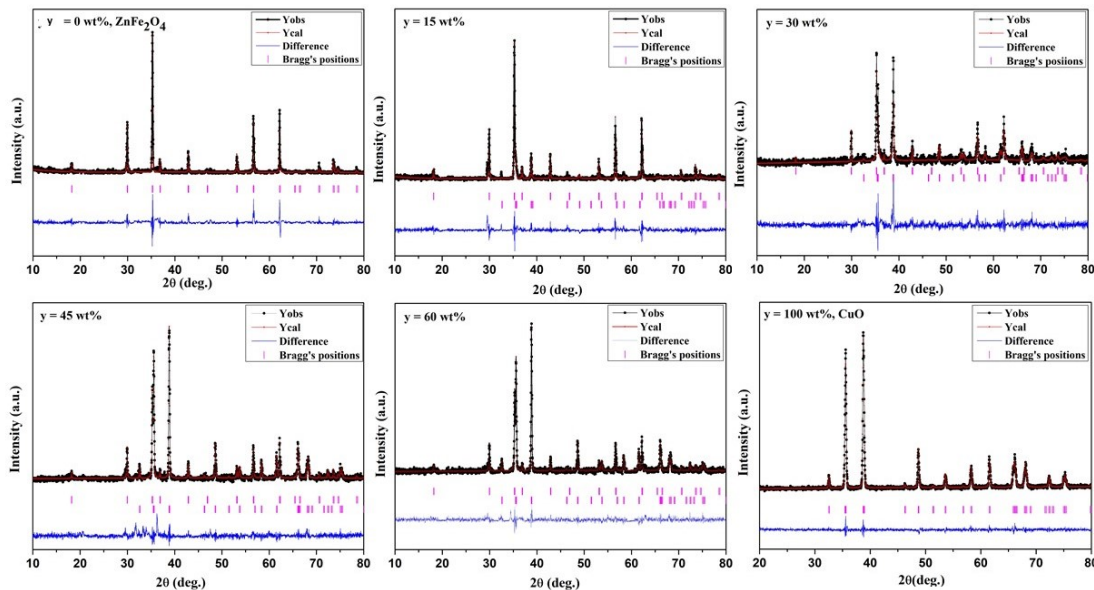 y = 0 wt%, ZnFe₂O₄
Yobs
Ycal
Difference
Bragg's positions
Intensity (a.u.)
10 20 30 40 50 60 70 80
2θ (deg.)
y = 15 wt%
Yobs
Ycal
Difference
Bragg's positions
Intensity (a.u.)
10 20 30 40 50 60 70 80
2θ (deg.)
y = 30 wt%
Yobs
Ycal
Difference
Bragg's posiions
Intensity (a.u.)
10 20 30 40 50 60 70 80
2θ (deg.)
y = 45 wt%
Yobs
Ycal
Difference
Bragg's positions
Intensity (a.u.)
10 20 30 40 50 60 70 80
2θ (deg.)
y = 60 wt%
Yobs
Ycal
Difference
Bragg's positions
Intensity (a.u.)
10 20 30 40 50 60 70 80
2θ (deg.)
y = 100 wt%, CuO
Yobs
Ycal
Difference
Bragg's positions
Intensity (a.u.)
20 30 40 50 60 70 80
2θ(deg.)